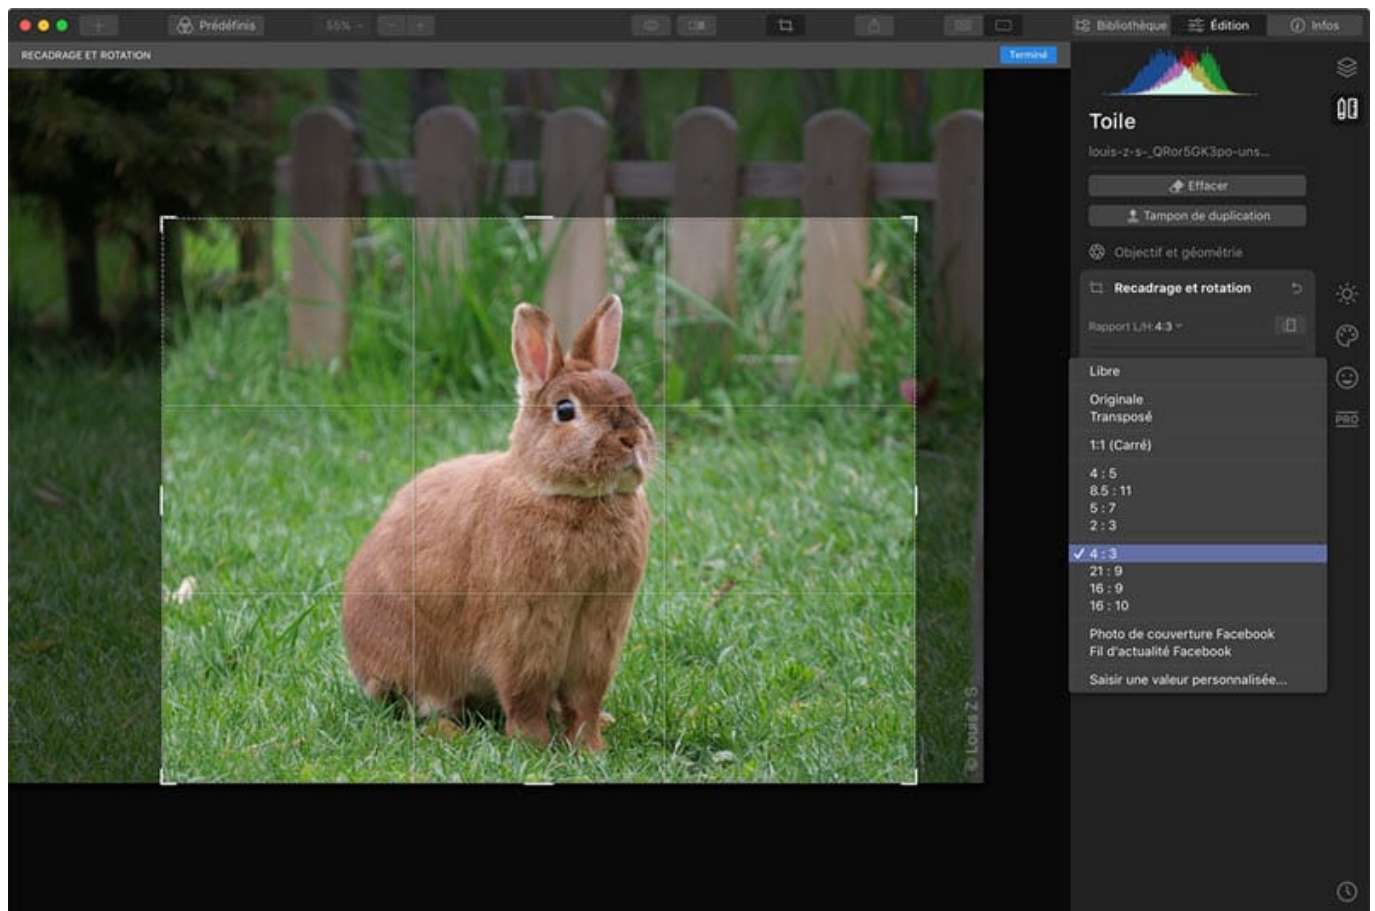 Prédéfinis
55%
Bibliothèque
Édition
Infos
RECADRAGE ET ROTATION
Terminé
Toile
louis-z-s-_QRor5GK3po-uns...
Effacer
Tampon de duplication
Objectif et géométrie
Recadrage et rotation
Rapport L/H: 4:3
Libre
Originale
Transposé
1:1 (Carré)
4 : 5
8.5 : 11
5 : 7
2 : 3
4 : 3
21 : 9
16 : 9
16 : 10
Photo de couverture Facebook
Fil d'actualité Facebook
Saisir une valeur personnalisée...
PRO
© Louis Z S